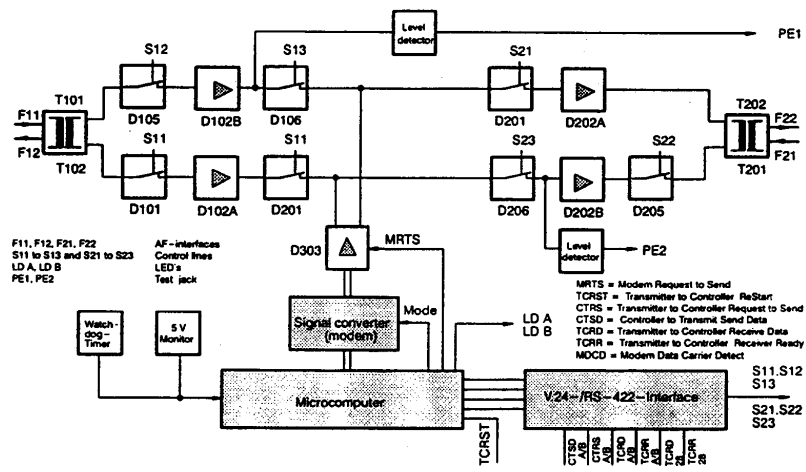 Level
detector
PE1
S12
S13
S21
T101
D105
D102B
D106
D201
D202A
T202
F11
F12
F22
F21
S11
S11
S23
S22
T102
D101
D102A
D201
D206
D202B
D205
T201
D303
MRTS
Level
detector
PE2
F11, F12, F21, F22 AF-interfaces
S11 to S13 and S21 to S23 Control lines
LD A, LD B LED's
PE1, PE2 Test jack
MRTS = Modem Request to Send
TCRST = Transmitter to Controller ReStart
CTRS = Transmitter to Controller Request to Send
CTSD = Controller to Transmit Send Data
TCRD = Transmitter to Controller Receive Data
TCRR = Transmitter to Controller Receiver Ready
MDCD = Modem Data Carrier Detect
Watch-
dog-
Timer
5 V
Monitor
Signal converter
(modem)
Mode
LD A
LD B
Microcomputer
V.24-/RS-422-Interface
S11,S12
S13
S21,S22
S23
TCRST
CTSD
A/B
CTRS
A/B
TCRD
A/B
TCRR
A/B
TCRD
28
TCRR
28